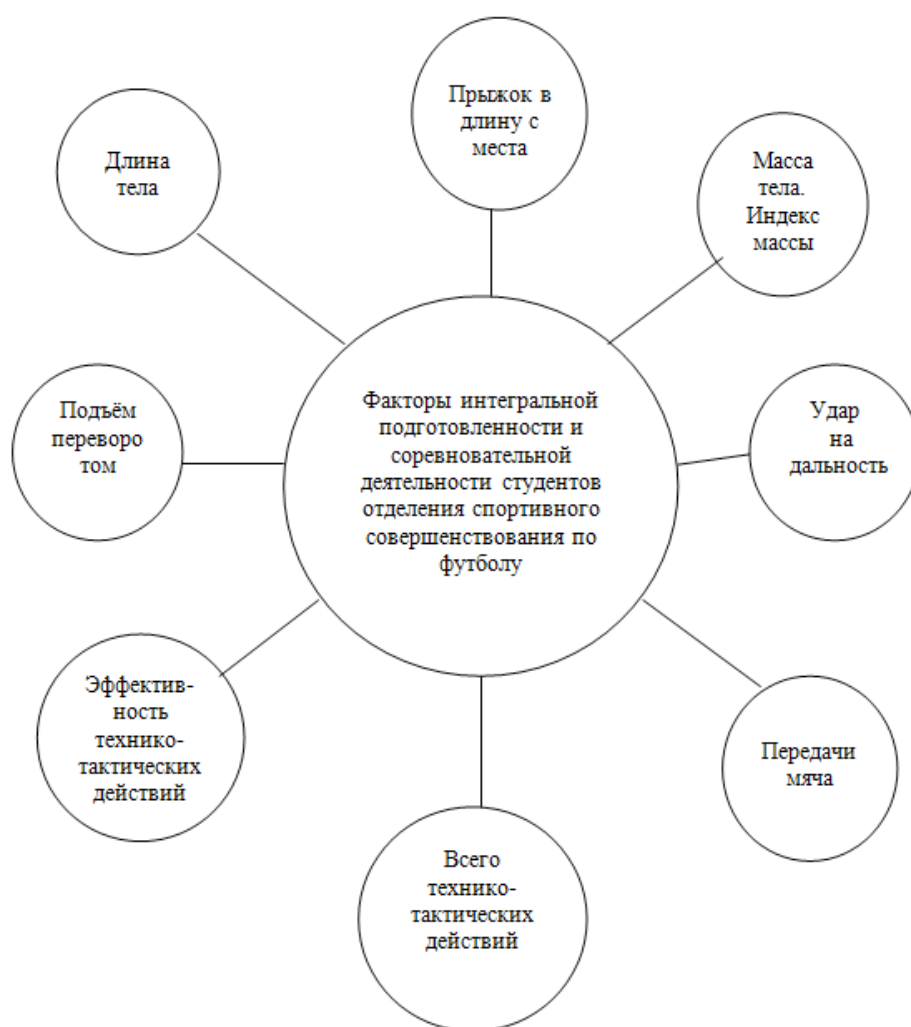 Прыжок в
длину с
места
Длина
тела
Масса
тела.
Индекс
массы
Факторы интегральной
подготовленности и
соревновательной
деятельности студентов
отделения спортивного
совершенствования по
футболу
Подъём
переворо
том
Удар
на
дальность
Эффектив-
ность
технико-
тактических
действий
Передачи
мяча
Всего
технико-
тактических
действий